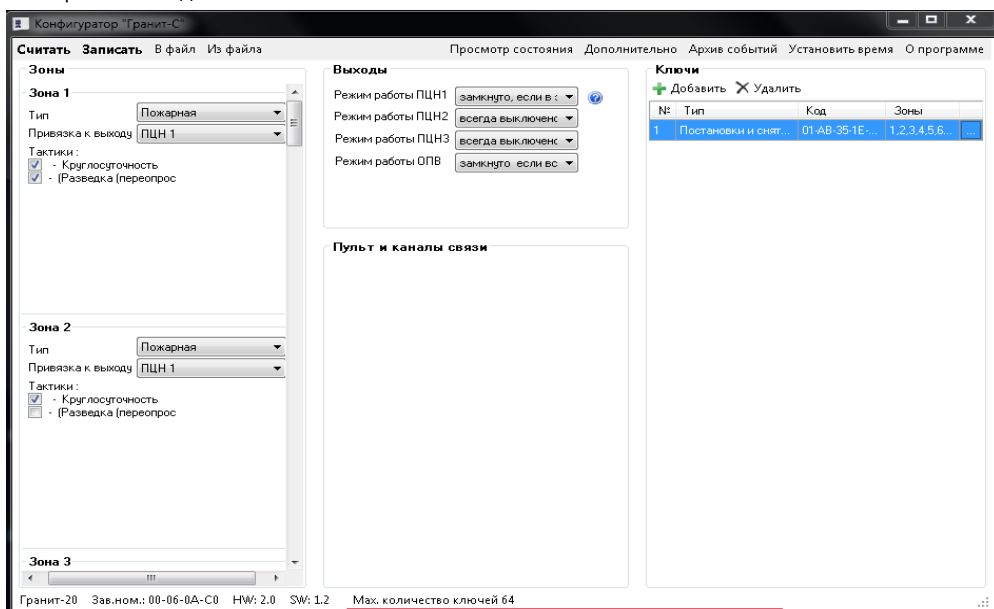 Конфигуратор "Гранит-С"
Считать Записать В файл Из файла Просмотр состояния Дополнительно Архив событий Установить время О программе
Зоны
Зона 1
Тип Пожарная
Привязка к выходу ПЦН 1
Тактики :
- Круглосуточность
- (Разведка (переопрос
Зона 2
Тип Пожарная
Привязка к выходу ПЦН 1
Тактики :
- Круглосуточность
- (Разведка (переопрос
Зона 3
Выходы
Режим работы ПЦН1 замкнуто, если в :
Режим работы ПЦН2 всегда выключенс
Режим работы ПЦН3 всегда выключенс
Режим работы ОПВ замкнуто если вс
Пульт и каналы связи
Ключи
Добавить Удалить
№ Тип Код Зоны
1 Постановки и снят... 01-AB-35-1E-... 1,2,3,4,5,6... ...
Гранит-20 Зав.ном.: 00-06-0A-C0 HW: 2.0 SW: 1.2 Мах. количество ключей 64